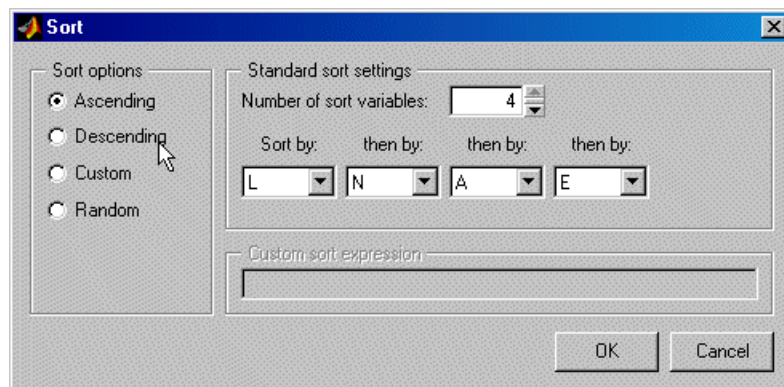 Sort
Sort options
Ascending
Descending
Custom
Random
Standard sort settings
Number of sort variables: 4
Sort by: then by: then by: then by:
L N A E
Custom sort expression
OK Cancel